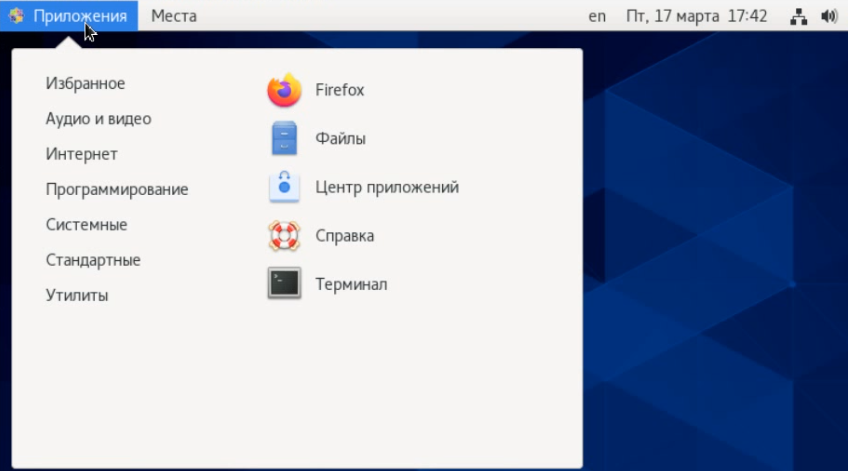 Приложения Места en Пт, 17 марта 17:42
Избранное
Аудио и видео
Интернет
Программирование
Системные
Стандартные
Утилиты
Firefox
Файлы
Центр приложений
Справка
Терминал